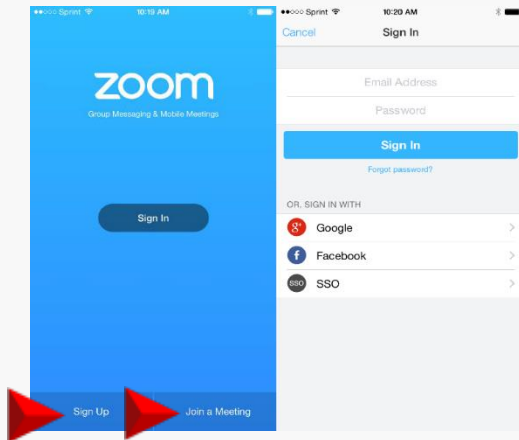 Sprint 10:19 AM
zoom
Group Messaging & Mobile Meetings
Sign In
Sign Up Join a Meeting
Sprint 10:20 AM
Cancel Sign In
Email Address
Password
Sign In
Forgot password?
OR, SIGN IN WITH
g+ Google
f Facebook
SSO SSO